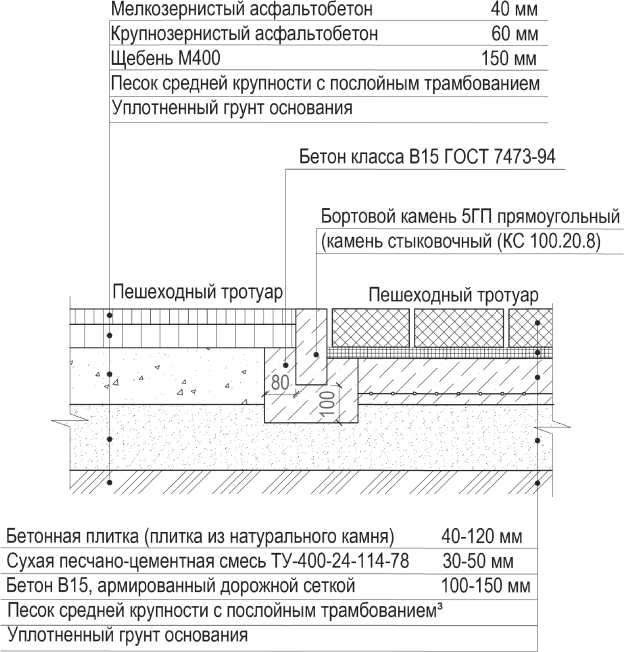 Мелкозернистый асфальтобетон 40 мм
Крупнозернистый асфальтобетон 60 мм
Щебень М400 150 мм
Песок средней крупности с послойным трамбованием
Уплотненный грунт основания
Бетон класса В15 ГОСТ 7473-94
Бортовой камень 5ГП прямоугольный
(камень стыковочный (КС 100.20.8)
Пешеходный тротуар
Пешеходный тротуар
80
100
Бетонная плитка (плитка из натурального камня) 40-120 мм
Сухая песчано-цементная смесь ТУ-400-24-114-78 30-50 мм
Бетон В15, армированный дорожной сеткой 100-150 мм
Песок средней крупности с послойным трамбованием³
Уплотненный грунт основания